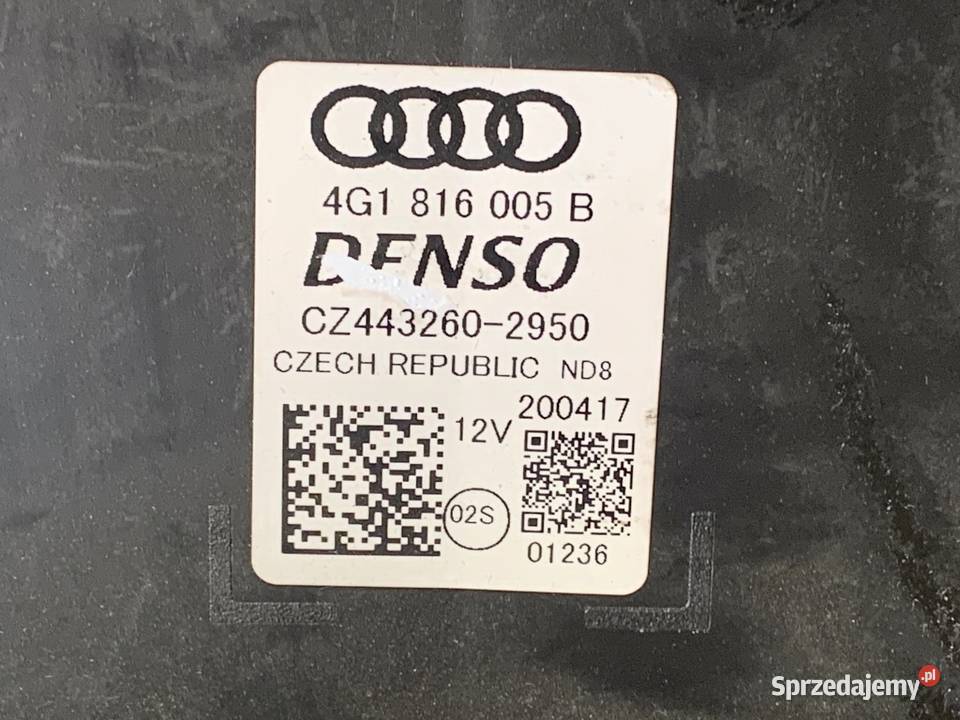 4G1 816 005 B
DENSO
CZ443260-2950
CZECH REPUBLIC ND8
200417
12V
02S
01236
Sprzedajemy.pl